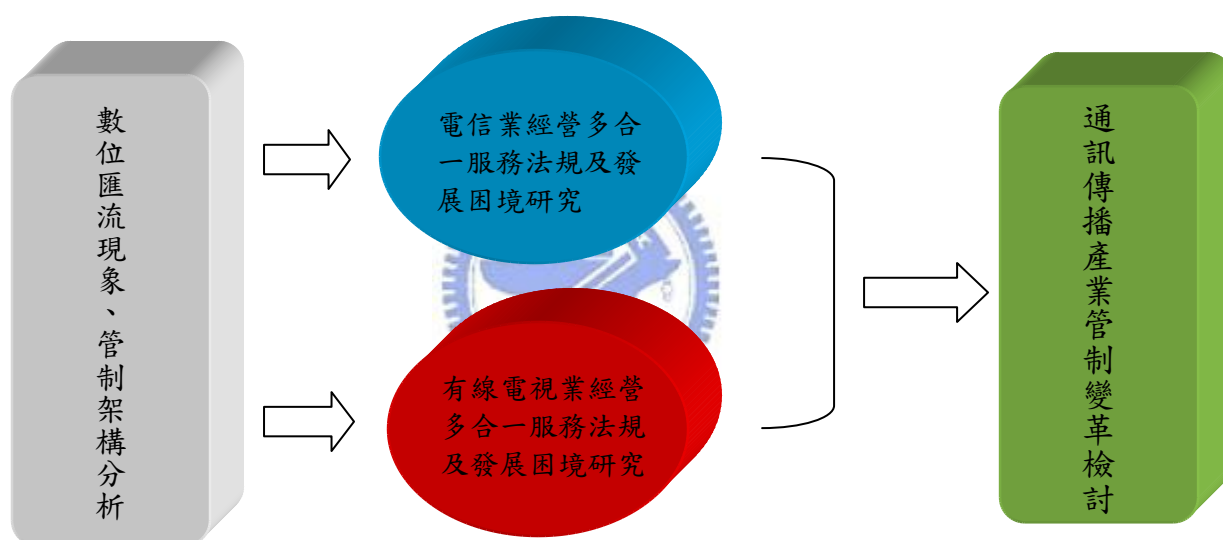 數位匯流現象、管制架構分析
電信業經營多合
一服務法規及發
展困境研究
有線電視業經營
多合一服務法規
及發展困境研究
通訊傳播產業管制變革檢討